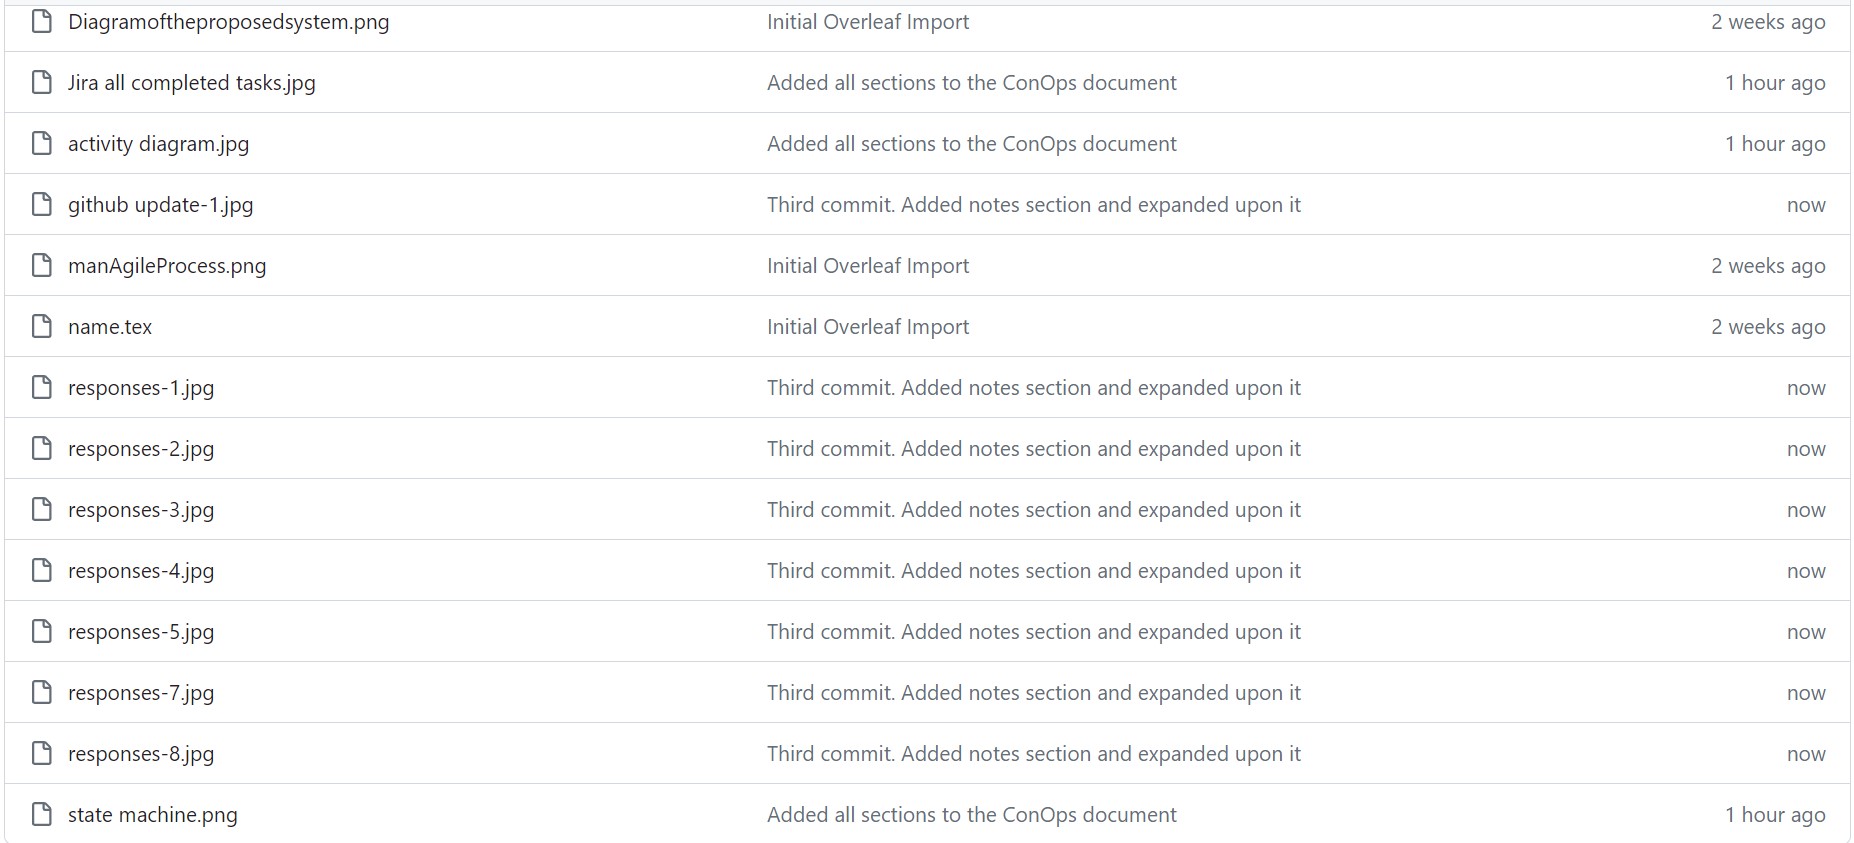 Diagramoftheproposedsystem.png Initial Overleaf Import 2 weeks ago
Jira all completed tasks.jpg Added all sections to the ConOps document 1 hour ago
activity diagram.jpg Added all sections to the ConOps document 1 hour ago
github update-1.jpg Third commit. Added notes section and expanded upon it now
manAgileProcess.png Initial Overleaf Import 2 weeks ago
name.tex Initial Overleaf Import 2 weeks ago
responses-1.jpg Third commit. Added notes section and expanded upon it now
responses-2.jpg Third commit. Added notes section and expanded upon it now
responses-3.jpg Third commit. Added notes section and expanded upon it now
responses-4.jpg Third commit. Added notes section and expanded upon it now
responses-5.jpg Third commit. Added notes section and expanded upon it now
responses-7.jpg Third commit. Added notes section and expanded upon it now
responses-8.jpg Third commit. Added notes section and expanded upon it now
state machine.png Added all sections to the ConOps document 1 hour ago